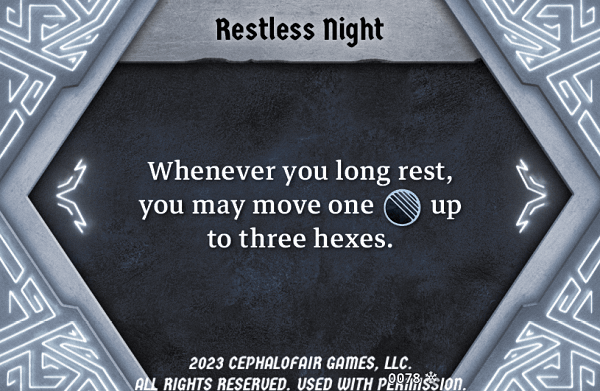 Restless Night
Whenever you long rest,
you may move one up
to three hexes.
2023 CEPHALOFAIR GAMES, LLC.
ALL RIGHTS RESERVED. USED WITH PERMISSION.
0078